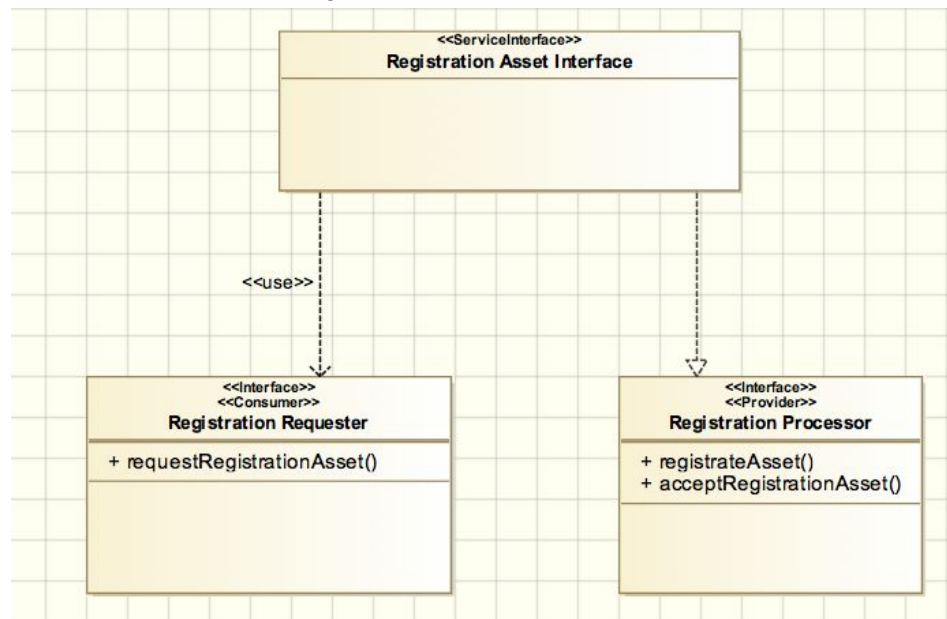 <<ServiceInterface>>
Registration Asset Interface
<<use>>
<<Interface>>
<<Consumer>>
Registration Requester
+ requestRegistrationAsset()
<<Interface>>
<<Provider>>
Registration Processor
+ registrateAsset()
+ acceptRegistrationAsset()